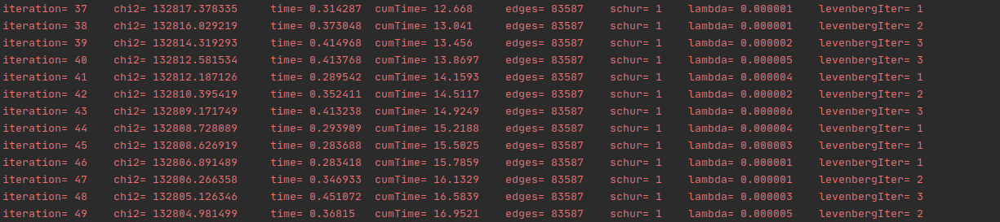 iteration= 37 chi2= 132817.378335 time= 0.314287 cumTime= 12.668 edges= 83587 schur= 1 lambda= 0.000001 levenbergIter= 1
iteration= 38 chi2= 132816.029219 time= 0.373048 cumTime= 13.041 edges= 83587 schur= 1 lambda= 0.000001 levenbergIter= 2
iteration= 39 chi2= 132814.319293 time= 0.414968 cumTime= 13.456 edges= 83587 schur= 1 lambda= 0.000002 levenbergIter= 3
iteration= 40 chi2= 132812.581534 time= 0.413768 cumTime= 13.8697 edges= 83587 schur= 1 lambda= 0.000005 levenbergIter= 3
iteration= 41 chi2= 132812.187126 time= 0.289542 cumTime= 14.1593 edges= 83587 schur= 1 lambda= 0.000004 levenbergIter= 1
iteration= 42 chi2= 132810.395419 time= 0.352411 cumTime= 14.5117 edges= 83587 schur= 1 lambda= 0.000002 levenbergIter= 2
iteration= 43 chi2= 132809.171749 time= 0.413238 cumTime= 14.9249 edges= 83587 schur= 1 lambda= 0.000006 levenbergIter= 3
iteration= 44 chi2= 132808.728089 time= 0.293909 cumTime= 15.2188 edges= 83587 schur= 1 lambda= 0.000004 levenbergIter= 1
iteration= 45 chi2= 132808.626919 time= 0.283688 cumTime= 15.5025 edges= 83587 schur= 1 lambda= 0.000003 levenbergIter= 1
iteration= 46 chi2= 132806.891489 time= 0.283418 cumTime= 15.7859 edges= 83587 schur= 1 lambda= 0.000001 levenbergIter= 1
iteration= 47 chi2= 132806.266358 time= 0.346933 cumTime= 16.1329 edges= 83587 schur= 1 lambda= 0.000001 levenbergIter= 2
iteration= 48 chi2= 132805.126346 time= 0.451072 cumTime= 16.5839 edges= 83587 schur= 1 lambda= 0.000003 levenbergIter= 3
iteration= 49 chi2= 132804.981499 time= 0.36815 cumTime= 16.9521 edges= 83587 schur= 1 lambda= 0.000005 levenbergIter= 2